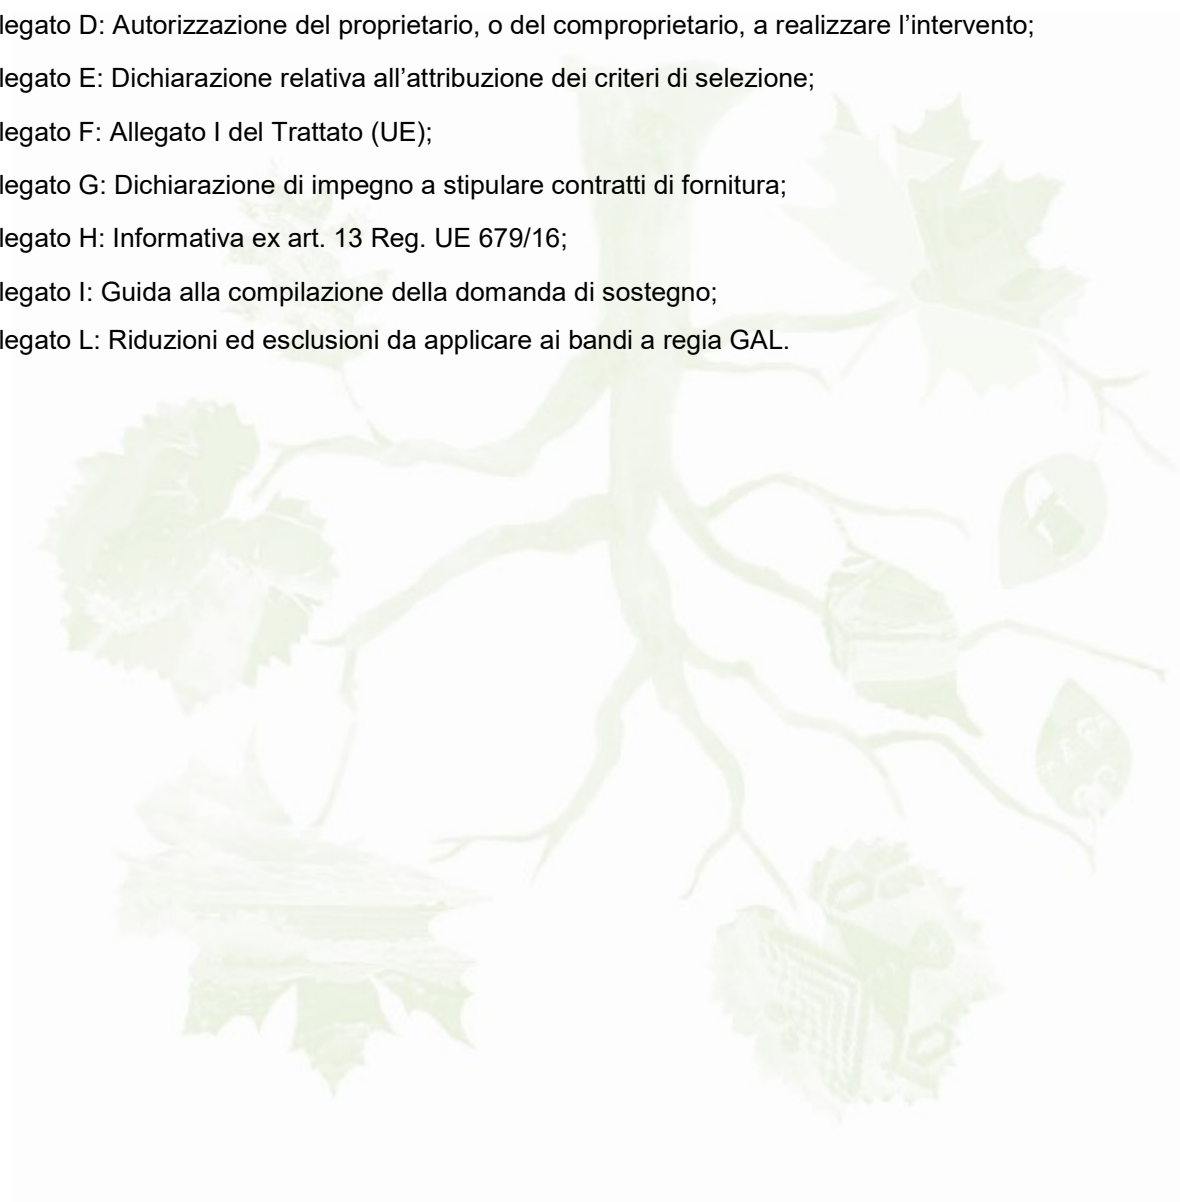 legato D: Autorizzazione del proprietario, o del comproprietario, a realizzare l’intervento;
legato E: Dichiarazione relativa all’attribuzione dei criteri di selezione;
legato F: Allegato I del Trattato (UE);
legato G: Dichiarazione di impegno a stipulare contratti di fornitura;
legato H: Informativa ex art. 13 Reg. UE 679/16;
legato I: Guida alla compilazione della domanda di sostegno;
legato L: Riduzioni ed esclusioni da applicare ai bandi a regia GAL.